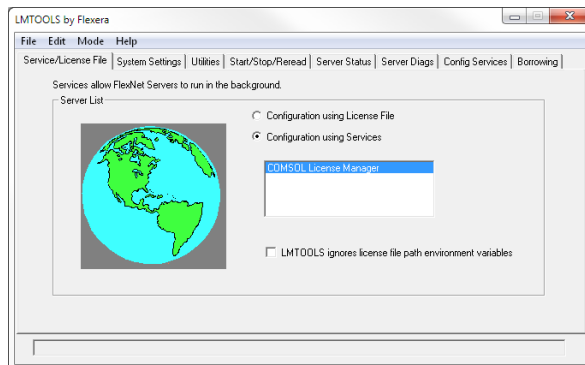 LMTOOLS by Flexera
File Edit Mode Help
Service/License File System Settings Utilities Start/Stop/Reread Server Status Server Diags Config Services Borrowing
Services allow FlexNet Servers to run in the background.
Server List
Configuration using License File
Configuration using Services
COMSOL License Manager
LMTOOLS ignores license file path environment variables